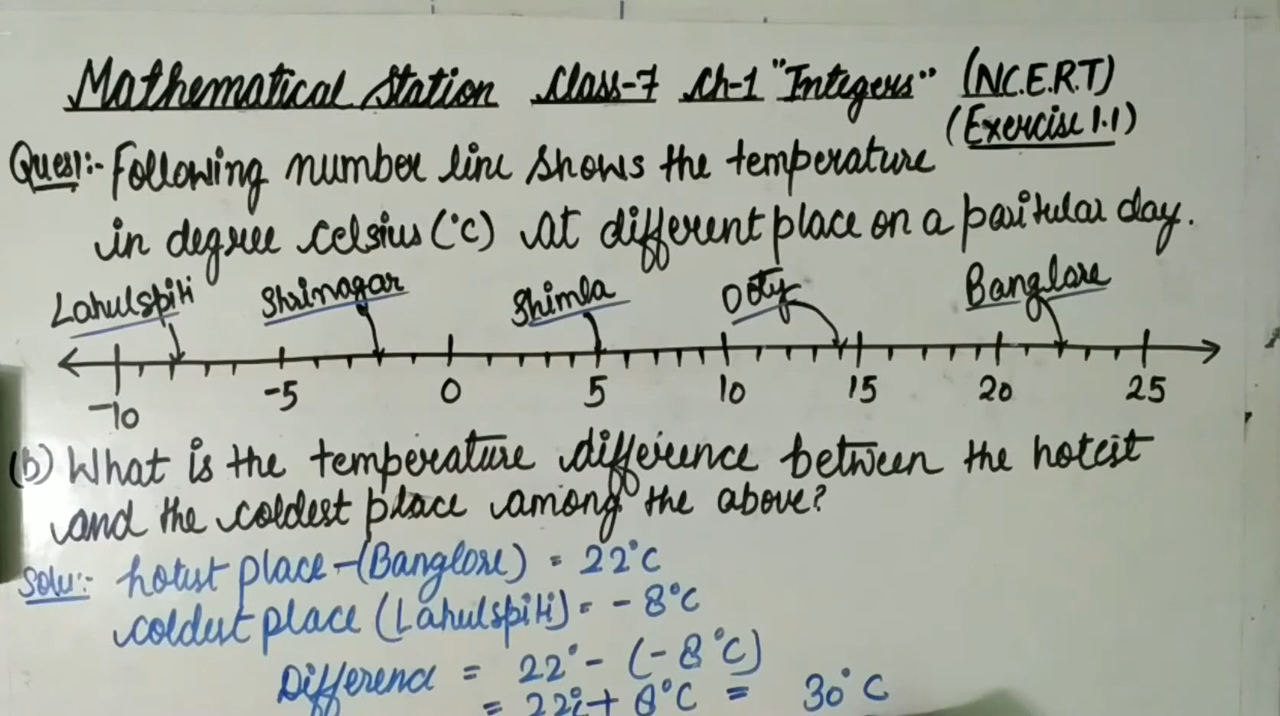 Mathematical Station Class-7 Ch-1 "Integers" (N.C.E.R.T)
(Exercise 1.1)
Ques1:- Following number line shows the temperature
in degree celsius (°C) at different place on a paritular day.
Lahulspiti Shrinagar Shimla Ooty Banglore
-10 -5 0 5 10 15 20 25
(b) What is the temperature difference between the hotest
and the coldest place among the above?
Solu:- hotest place-(Banglore) = 22°C
coldest place (Lahulspiti) = -8°C
Difference = 22° - (-8°C)
= 22° + 8°C = 30°C